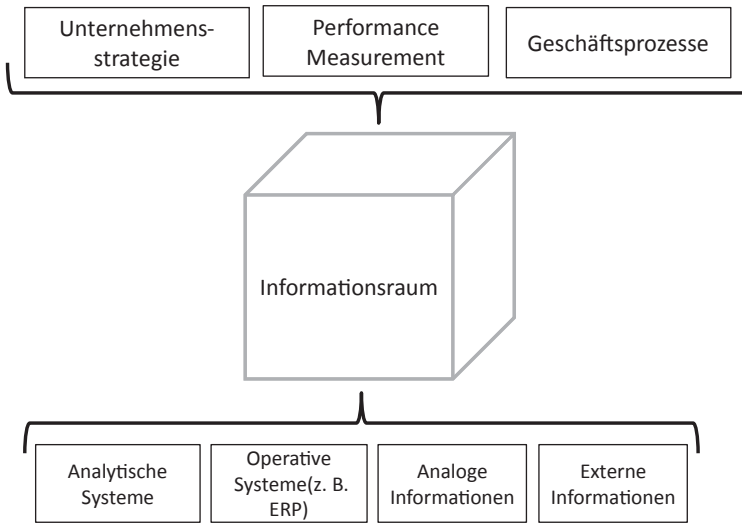 Unternehmens-
strategie
Performance
Measurement
Geschäftsprozesse
Informationsraum
Analytische
Systeme
Operative
Systeme(z. B.
ERP)
Analoge
Informationen
Externe
Informationen